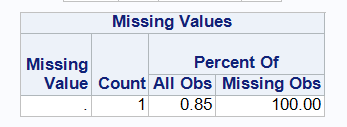 Missing Values
Missing Value Count Percent Of
All Obs Missing Obs
. 1 0.85 100.00